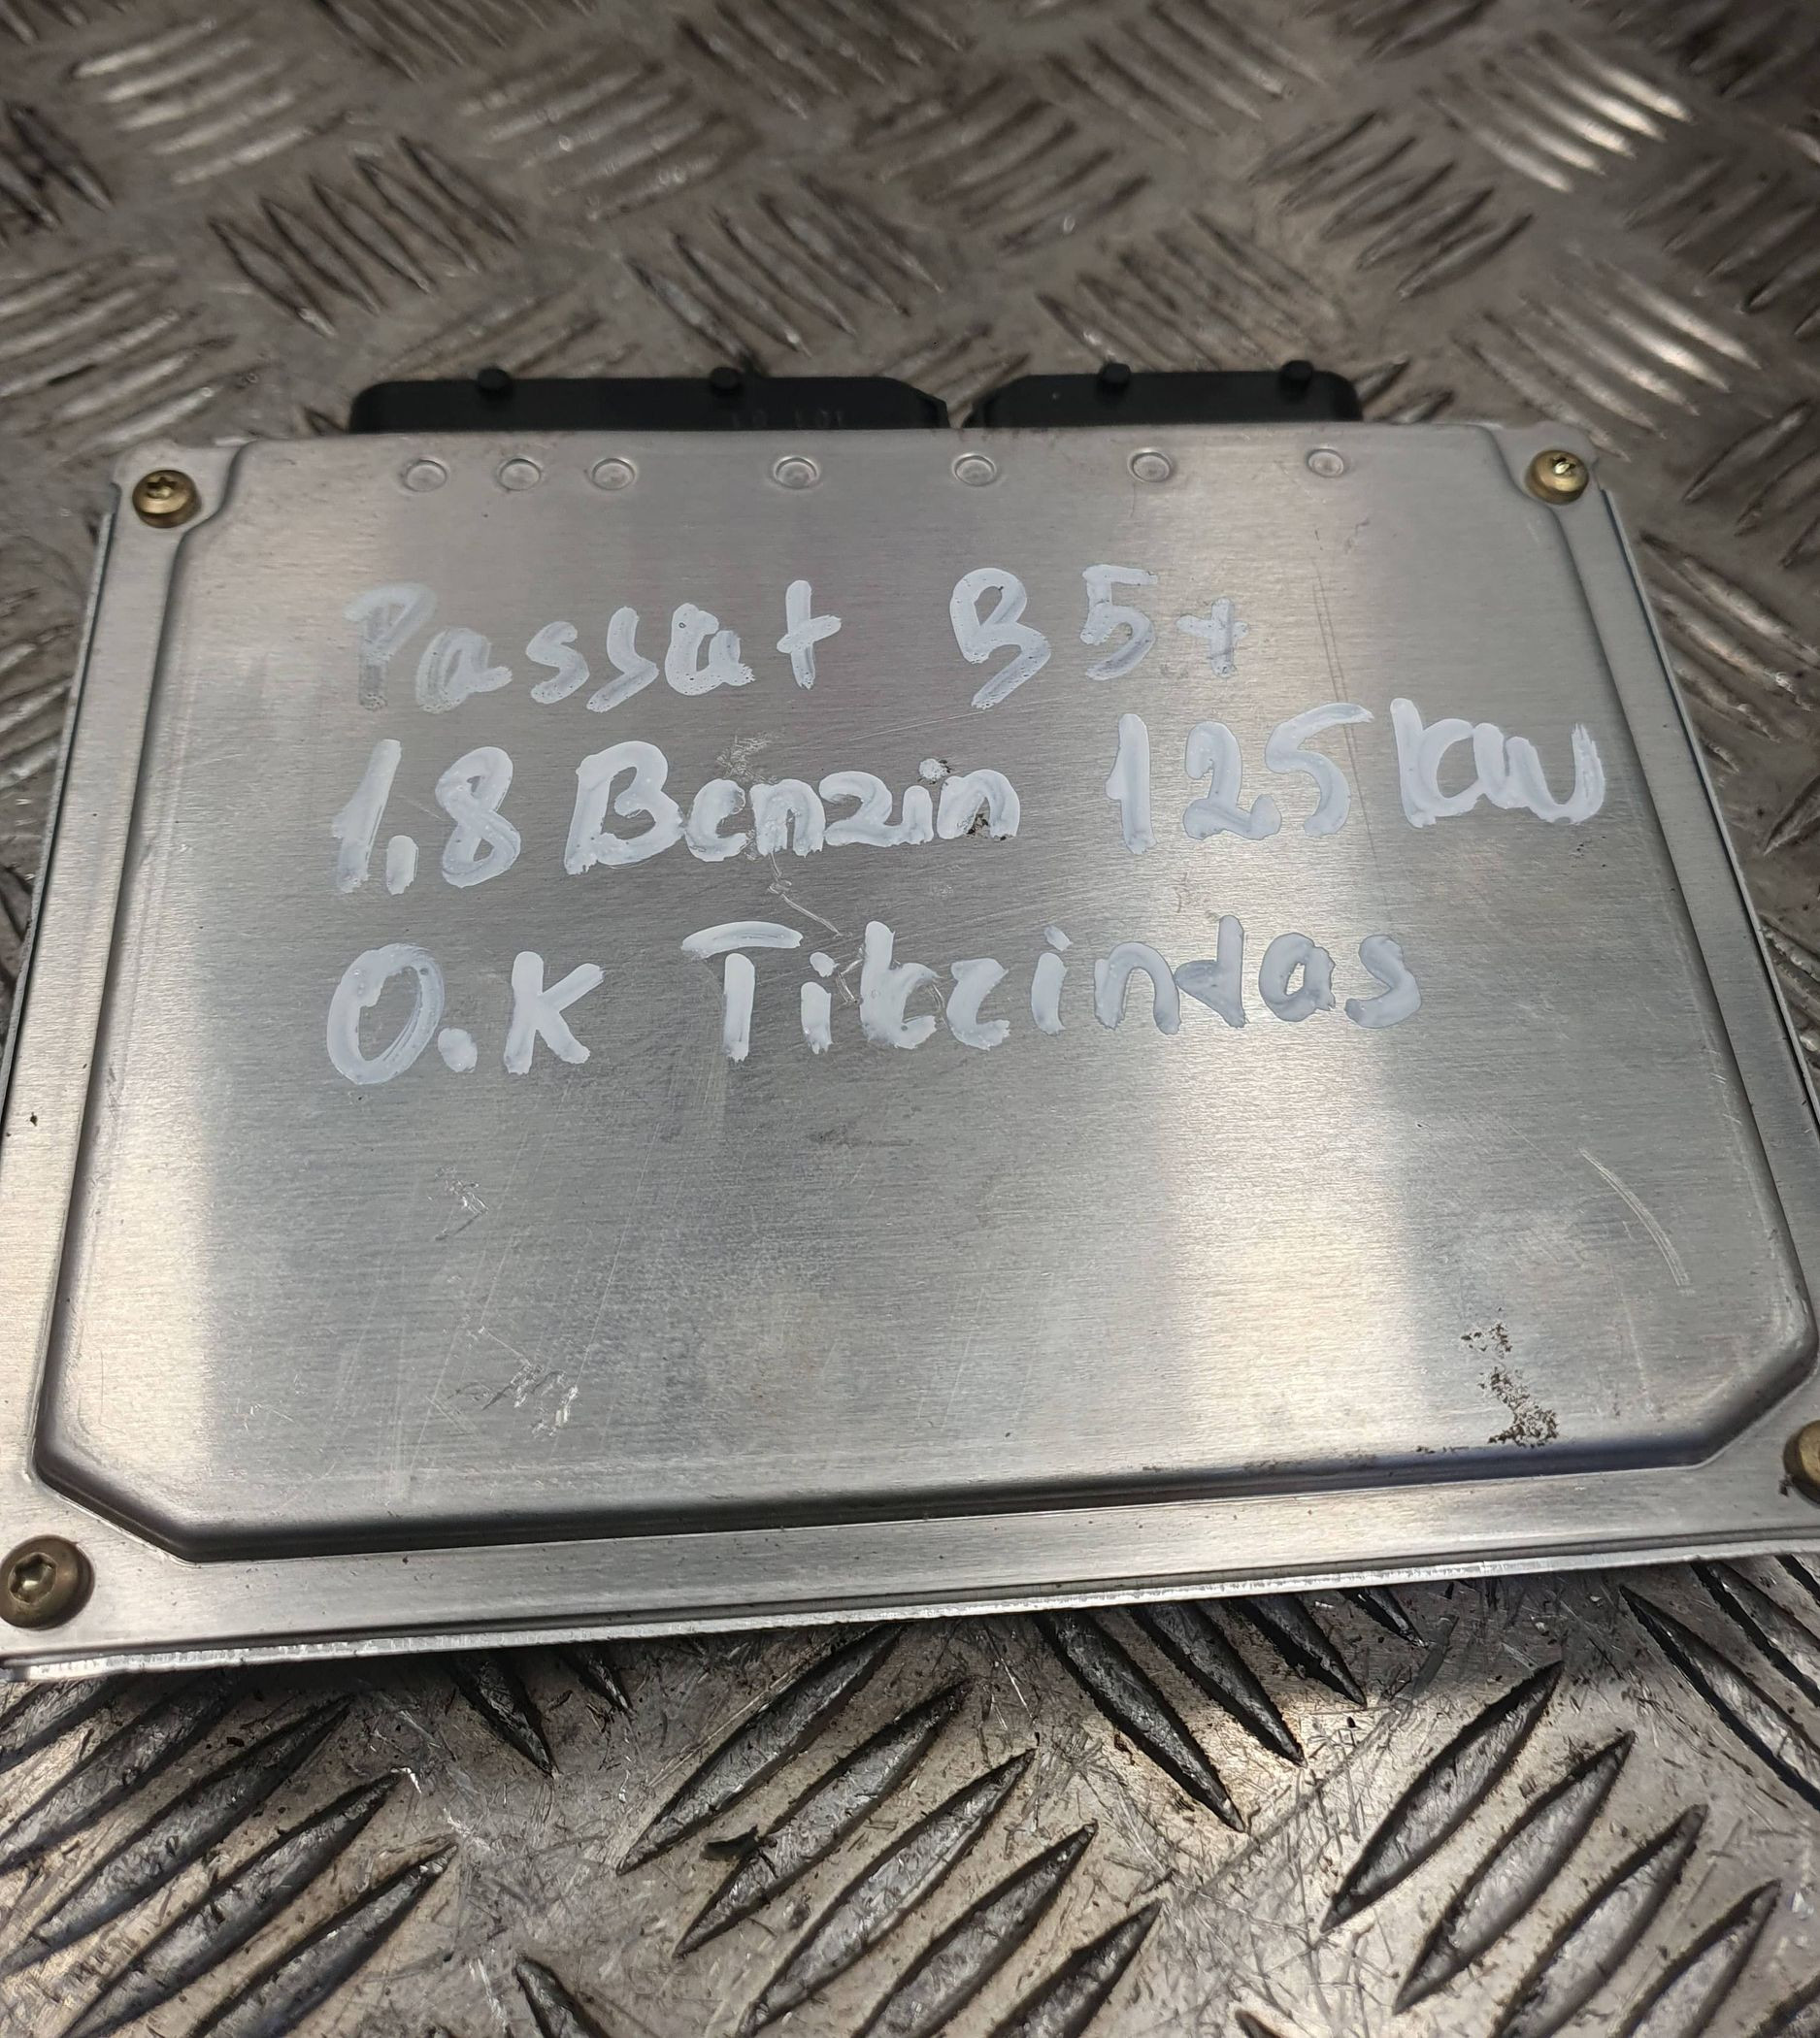 Passat B5+
1,8 Benzin 125kW
O.K Tikrintas